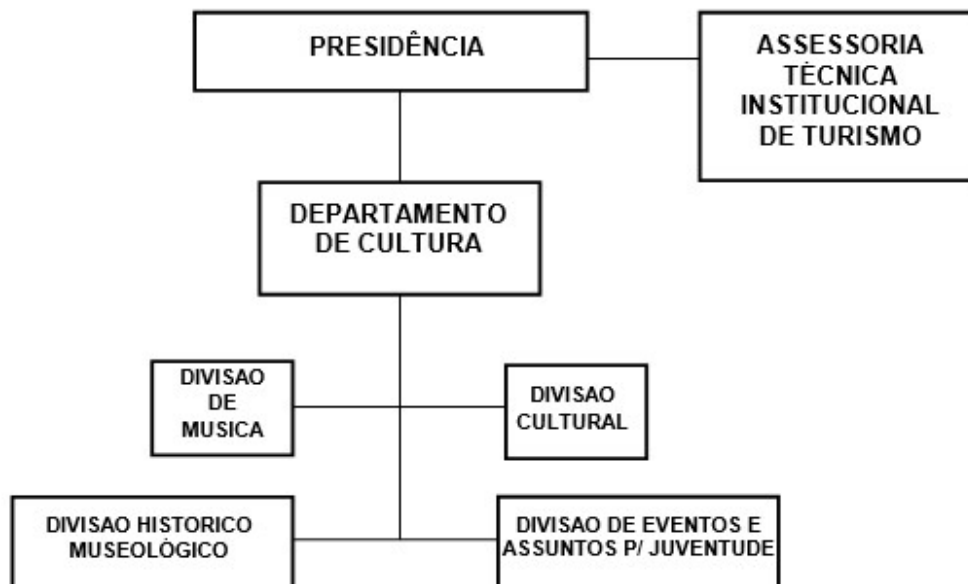 PRESIDÊNCIA
ASSESSORIA
TÉCNICA
INSTITUCIONAL
DE TURISMO
DEPARTAMENTO
DE CULTURA
DIVISAO
DE
MUSICA
DIVISAO
CULTURAL
DIVISAO HISTORICO
MUSEOLÓGICO
DIVISAO DE EVENTOS E
ASSUNTOS P/ JUVENTUDE